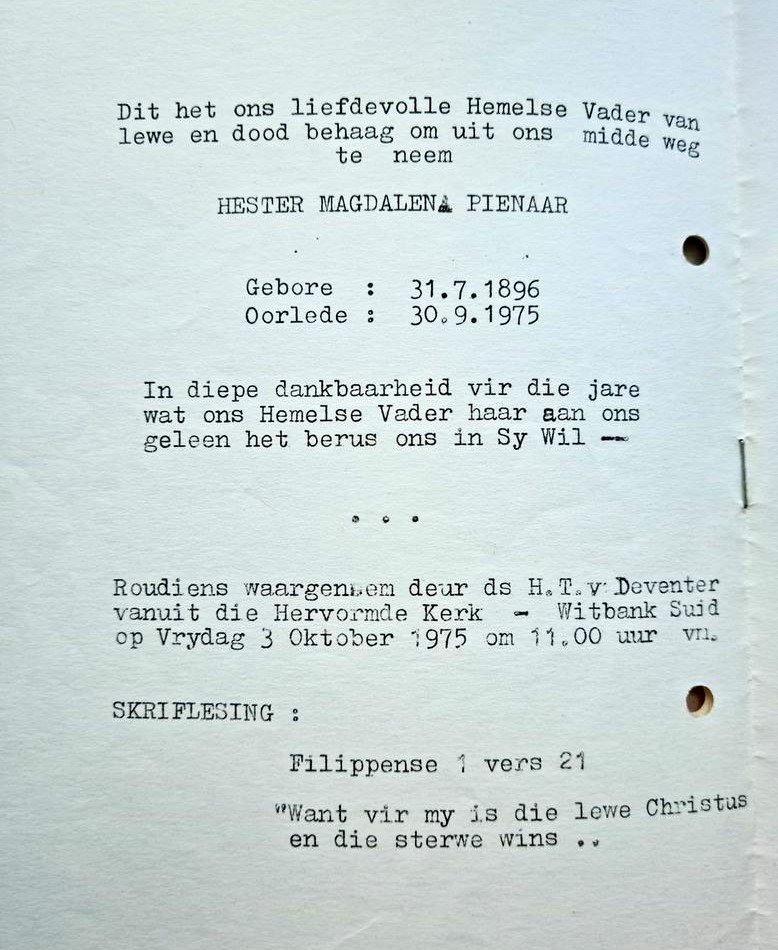 Dit het ons liefdevolle Hemelse Vader van
lewe en dood behaag om uit ons midde weg
te neem
HESTER MAGDALENA PIENAAR
Gebore : 31.7.1896
Oorlede : 30.9.1975
In diepe dankbaarheid vir die jare
wat ons Hemelse Vader haar aan ons
geleen het berus ons in Sy Wil --
. . .
Roudiens waargeneem deur ds H.T.v Deventer
vanuit die Hervormde Kerk - Witbank Suid
op Vrydag 3 Oktober 1975 om 11.00 uur vn.
SKRIFLESING :
Filippense 1 vers 21
"Want vir my is die lewe Christus
en die sterwe wins ..